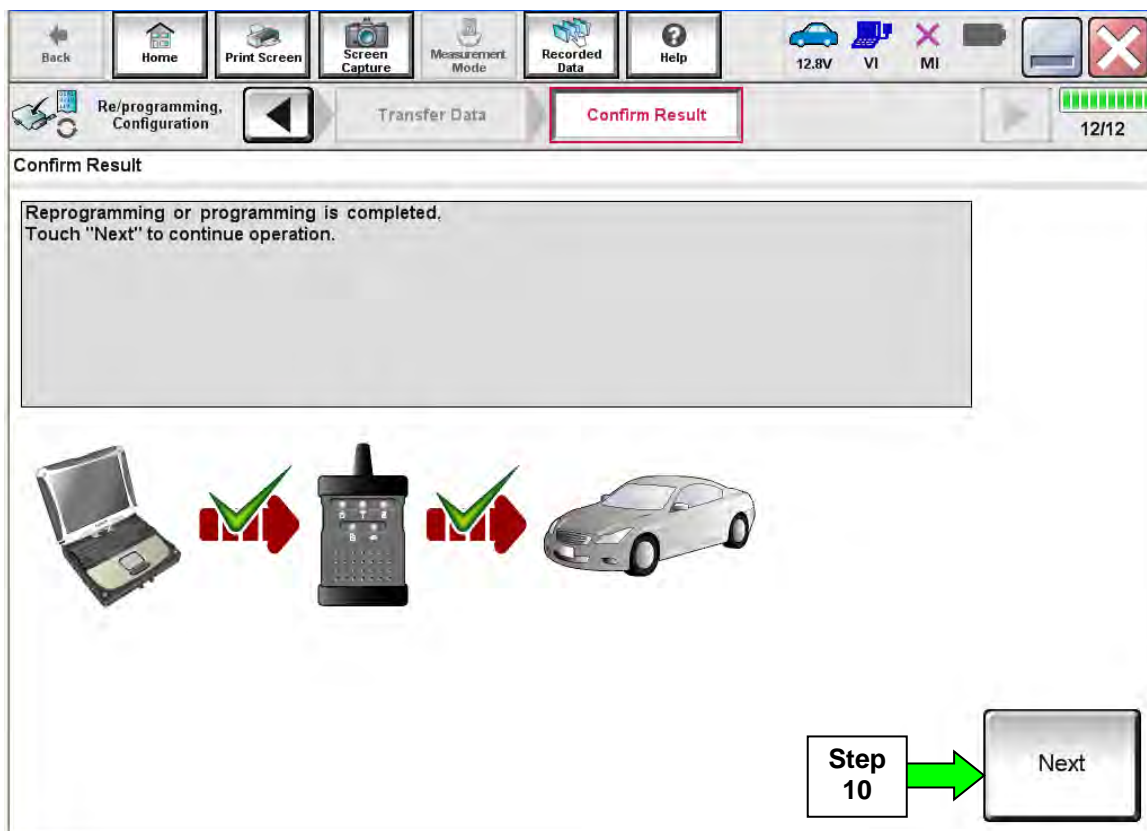 Back
Home
Print Screen
Screen
Capture
Measurement
Mode
Recorded
Data
Help
12.8V
VI
MI
Re/programming,
Configuration
Transfer Data
Confirm Result
12/12
Confirm Result
Reprogramming or programming is completed.
Touch "Next" to continue operation.
Step
10
Next